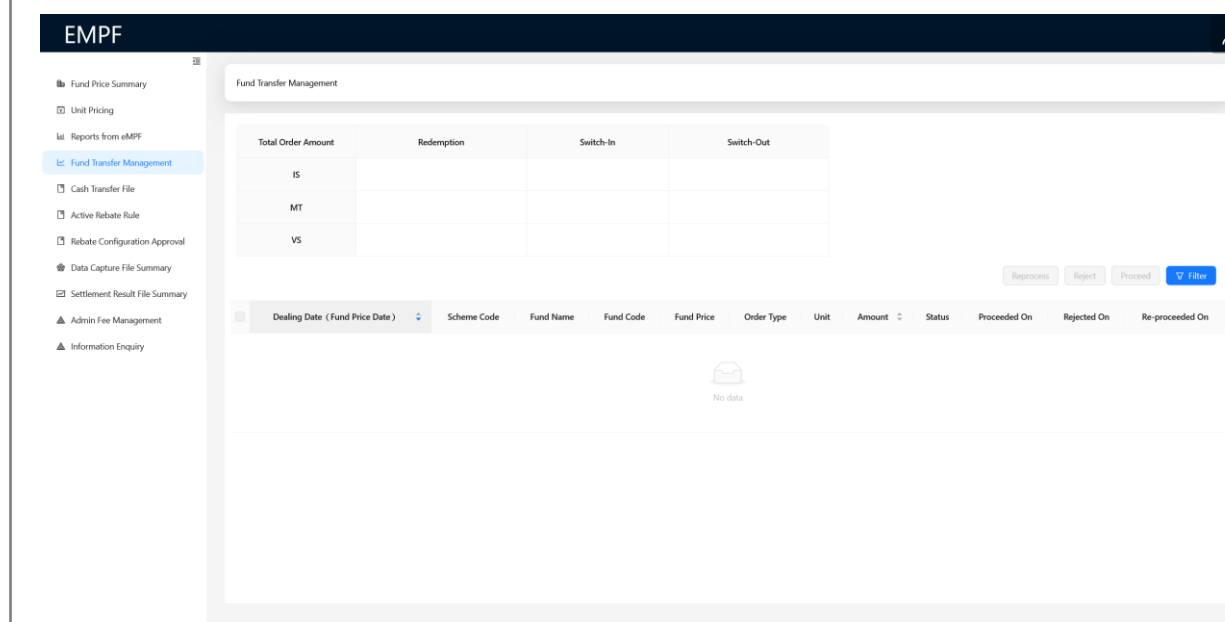 EMPF
Fund Price Summary
Unit Pricing
Reports from eMPF
Fund Transfer Management
Cash Transfer File
Active Rebate Rule
Rebate Configuration Approval
Data Capture File Summary
Settlement Result File Summary
Admin Fee Management
Information Enquiry
Fund Transfer Management
Total Order Amount Redemption Switch-In Switch-Out
IS
MT
VS
Reprocess Reject Proceed Filter
Dealing Date（Fund Price Date） Scheme Code Fund Name Fund Code Fund Price Order Type Unit Amount Status Proceeded On Rejected On Re-proceeded On
No data